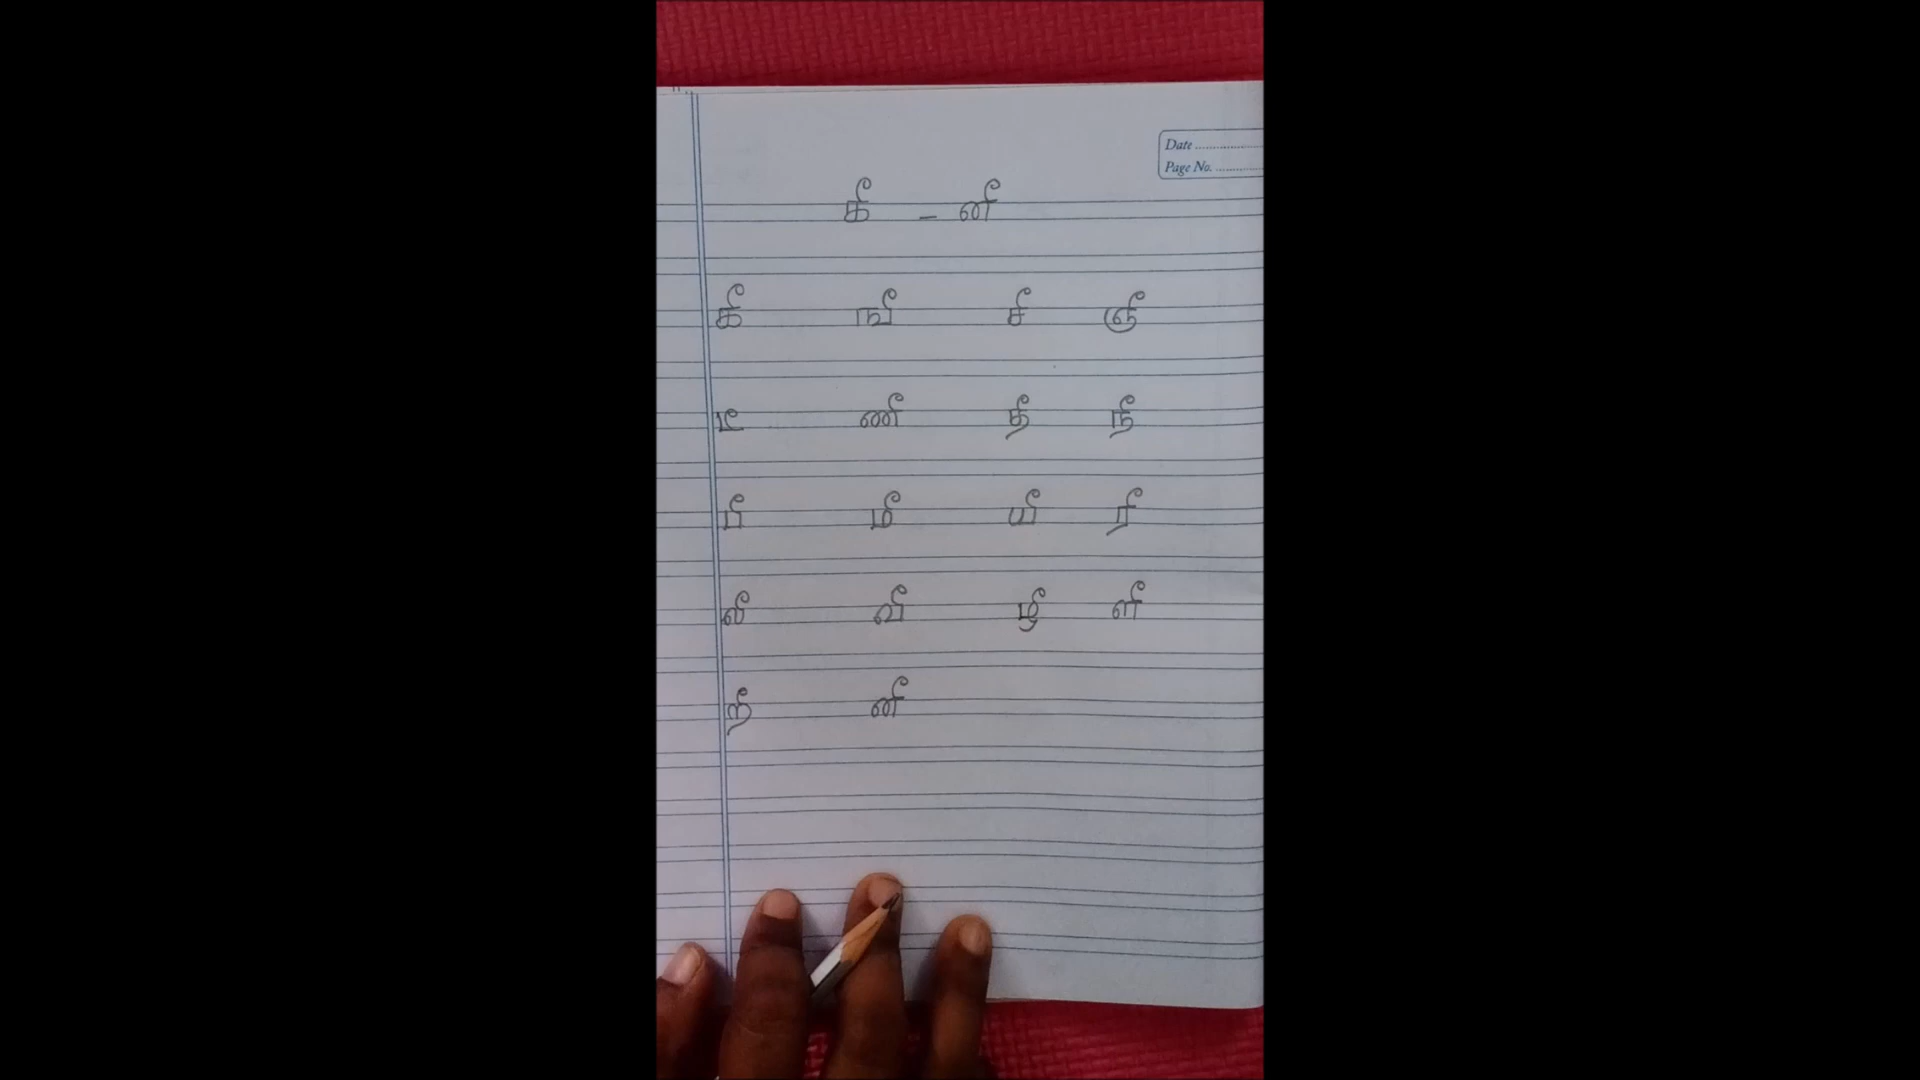 Date ..............
Page No. ............
கீ - னீ
கீ ஙீ சீ ஞீ
டீ ணீ தீ நீ
பீ மீ யீ ரீ
லீ வீ ழீ ளீ
றீ னீ